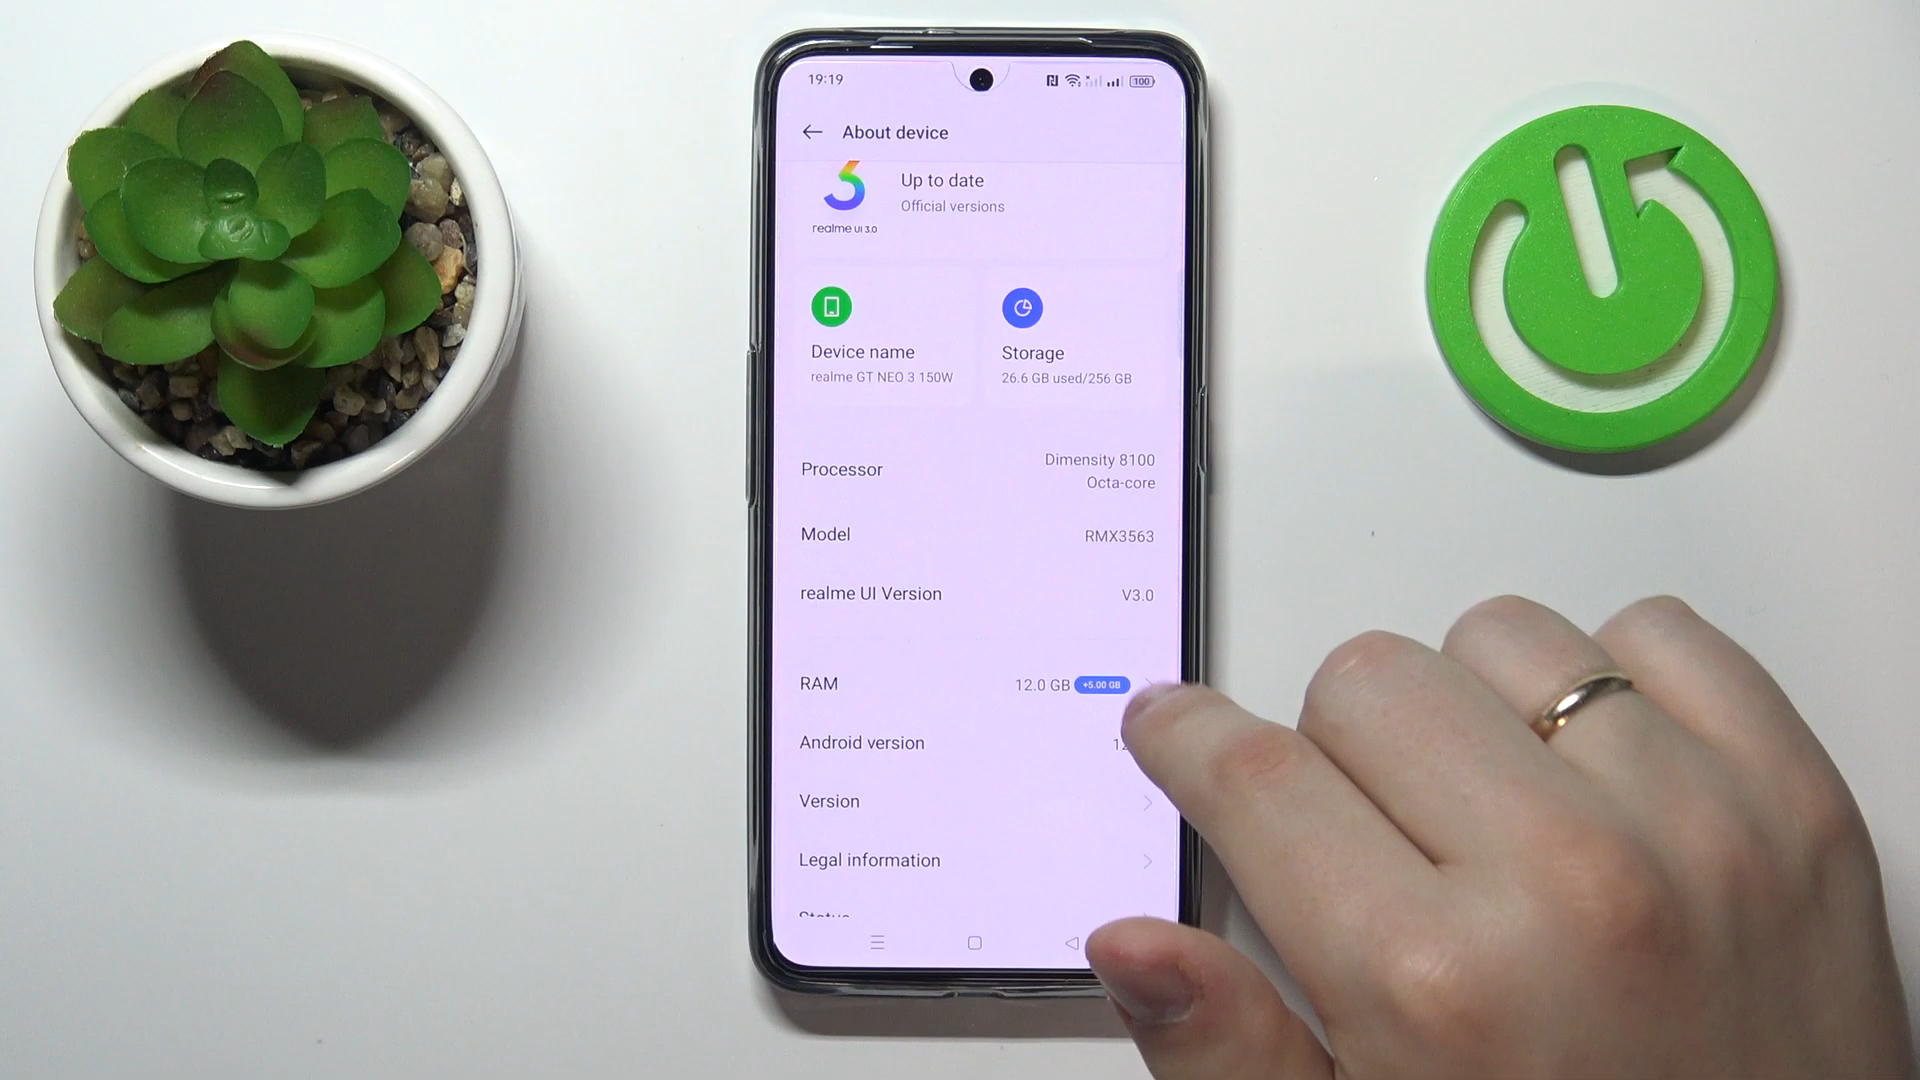 19:19
100
About device
Up to date
Official versions
realme UI 3.0
Device name
realme GT NEO 3 150W
Storage
26.6 GB used/256 GB
Processor
Dimensity 8100
Octa-core
Model
RMX3563
realme UI Version
V3.0
RAM
12.0 GB +5.00 GB
Android version
12
Version
Legal information